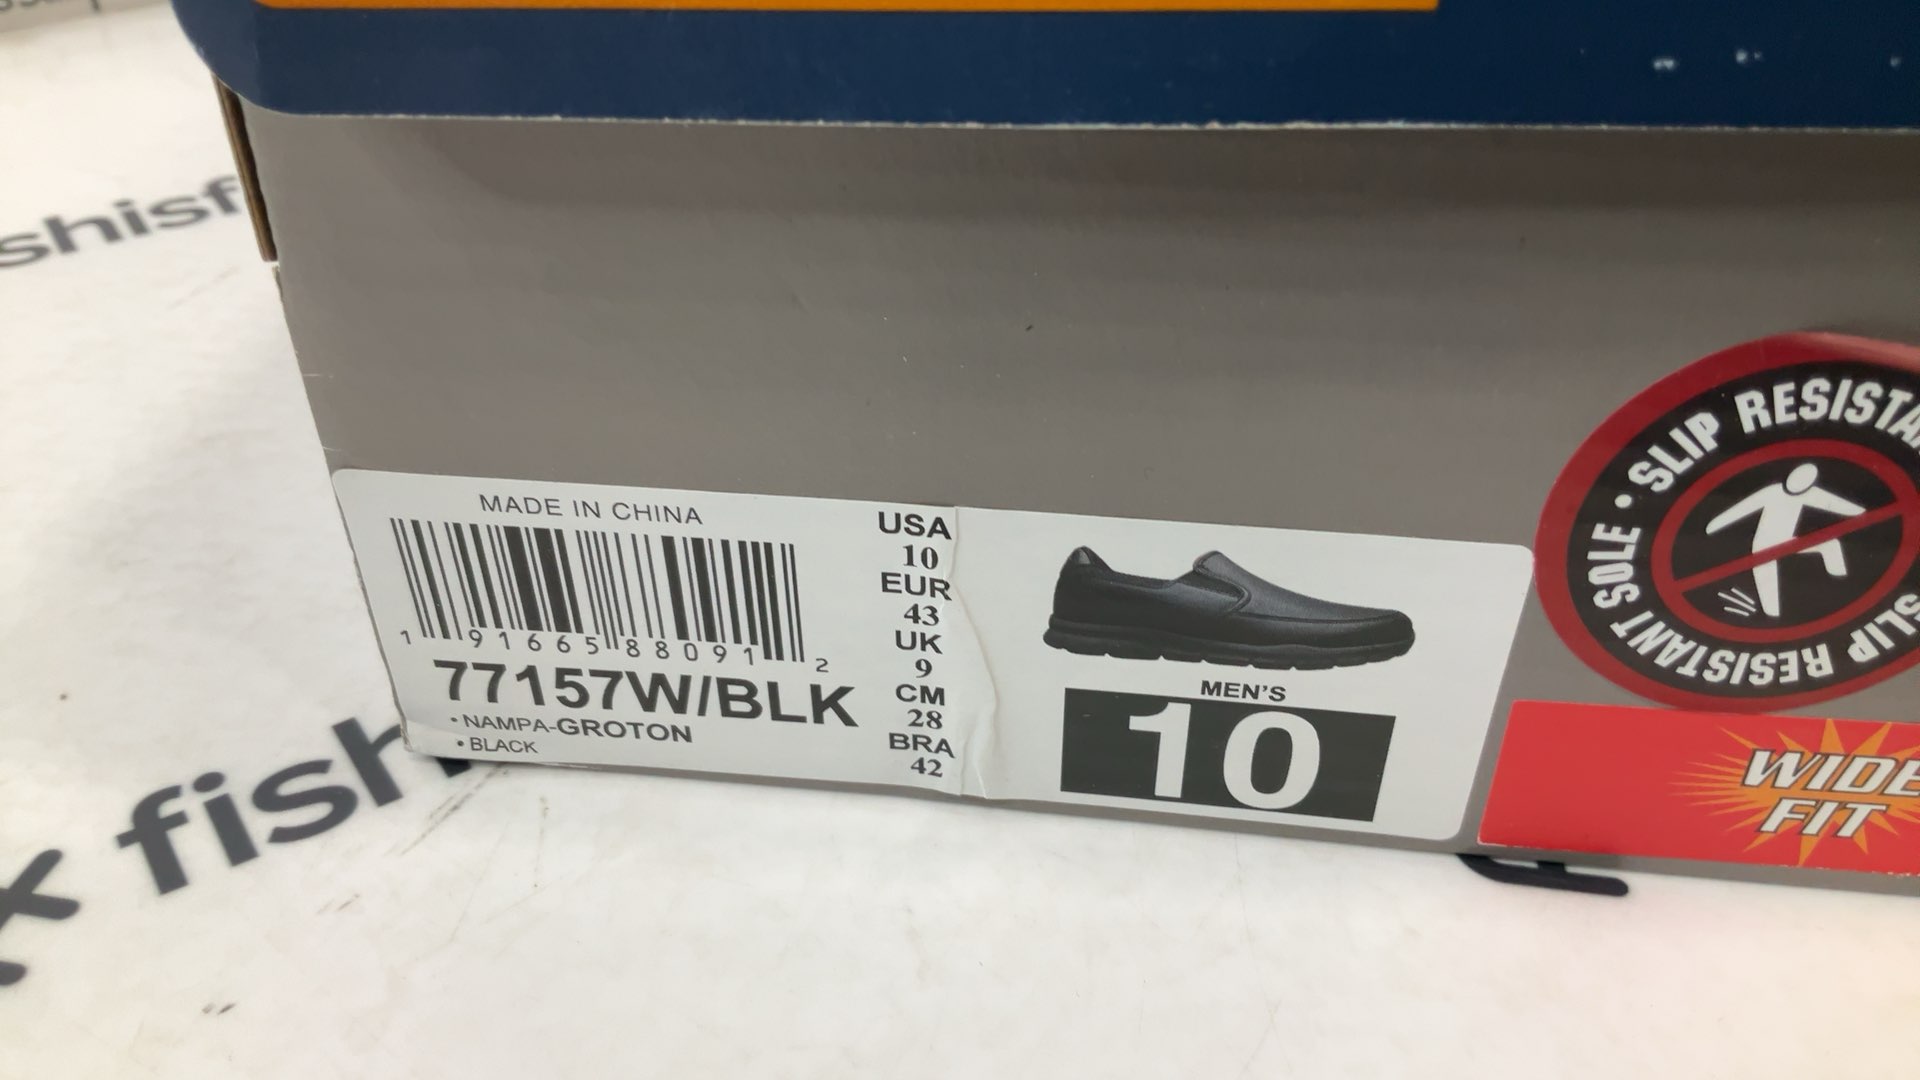 shisf
x fish
MADE IN CHINA
1 91665 88091 2
77157W/BLK
• NAMPA-GROTON
• BLACK
USA
10
EUR
43
UK
9
CM
28
BRA
42
MEN'S
10
SLIP RESISTA
SLIP RESISTANT SOLE •
WIDE
FIT